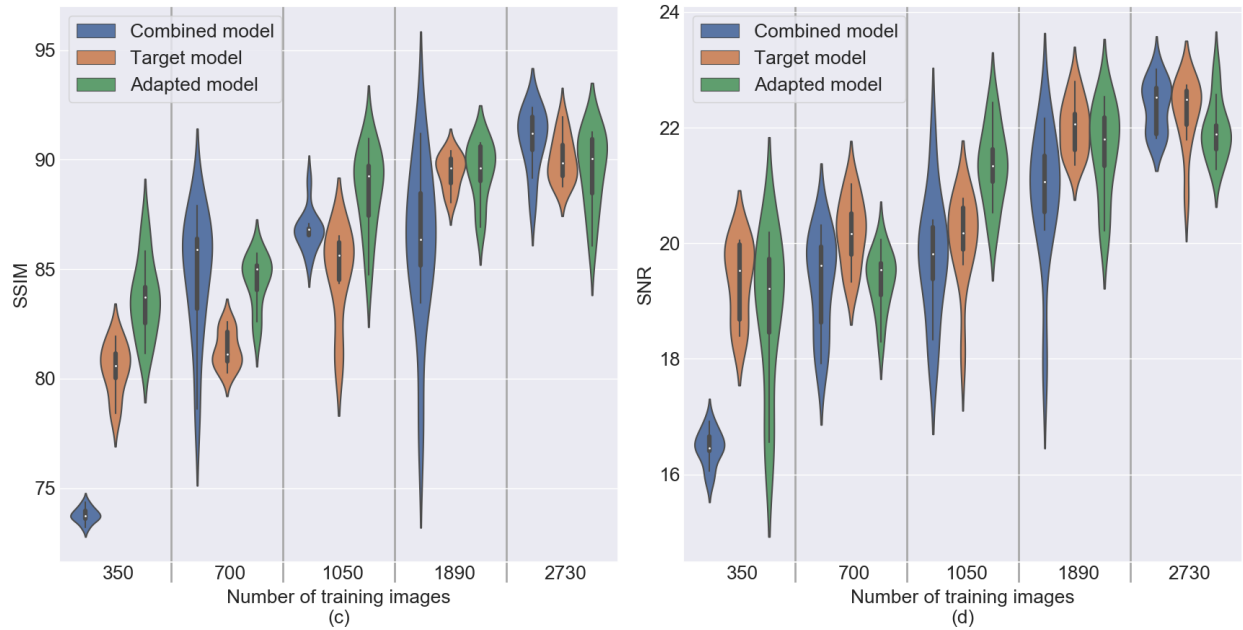 Combined model
Target model
Adapted model
95
90
85
80
75
SSIM
350
700
1050
1890
2730
Number of training images
(c)
Combined model
Target model
Adapted model
24
22
20
18
16
SNR
350
700
1050
1890
2730
Number of training images
(d)